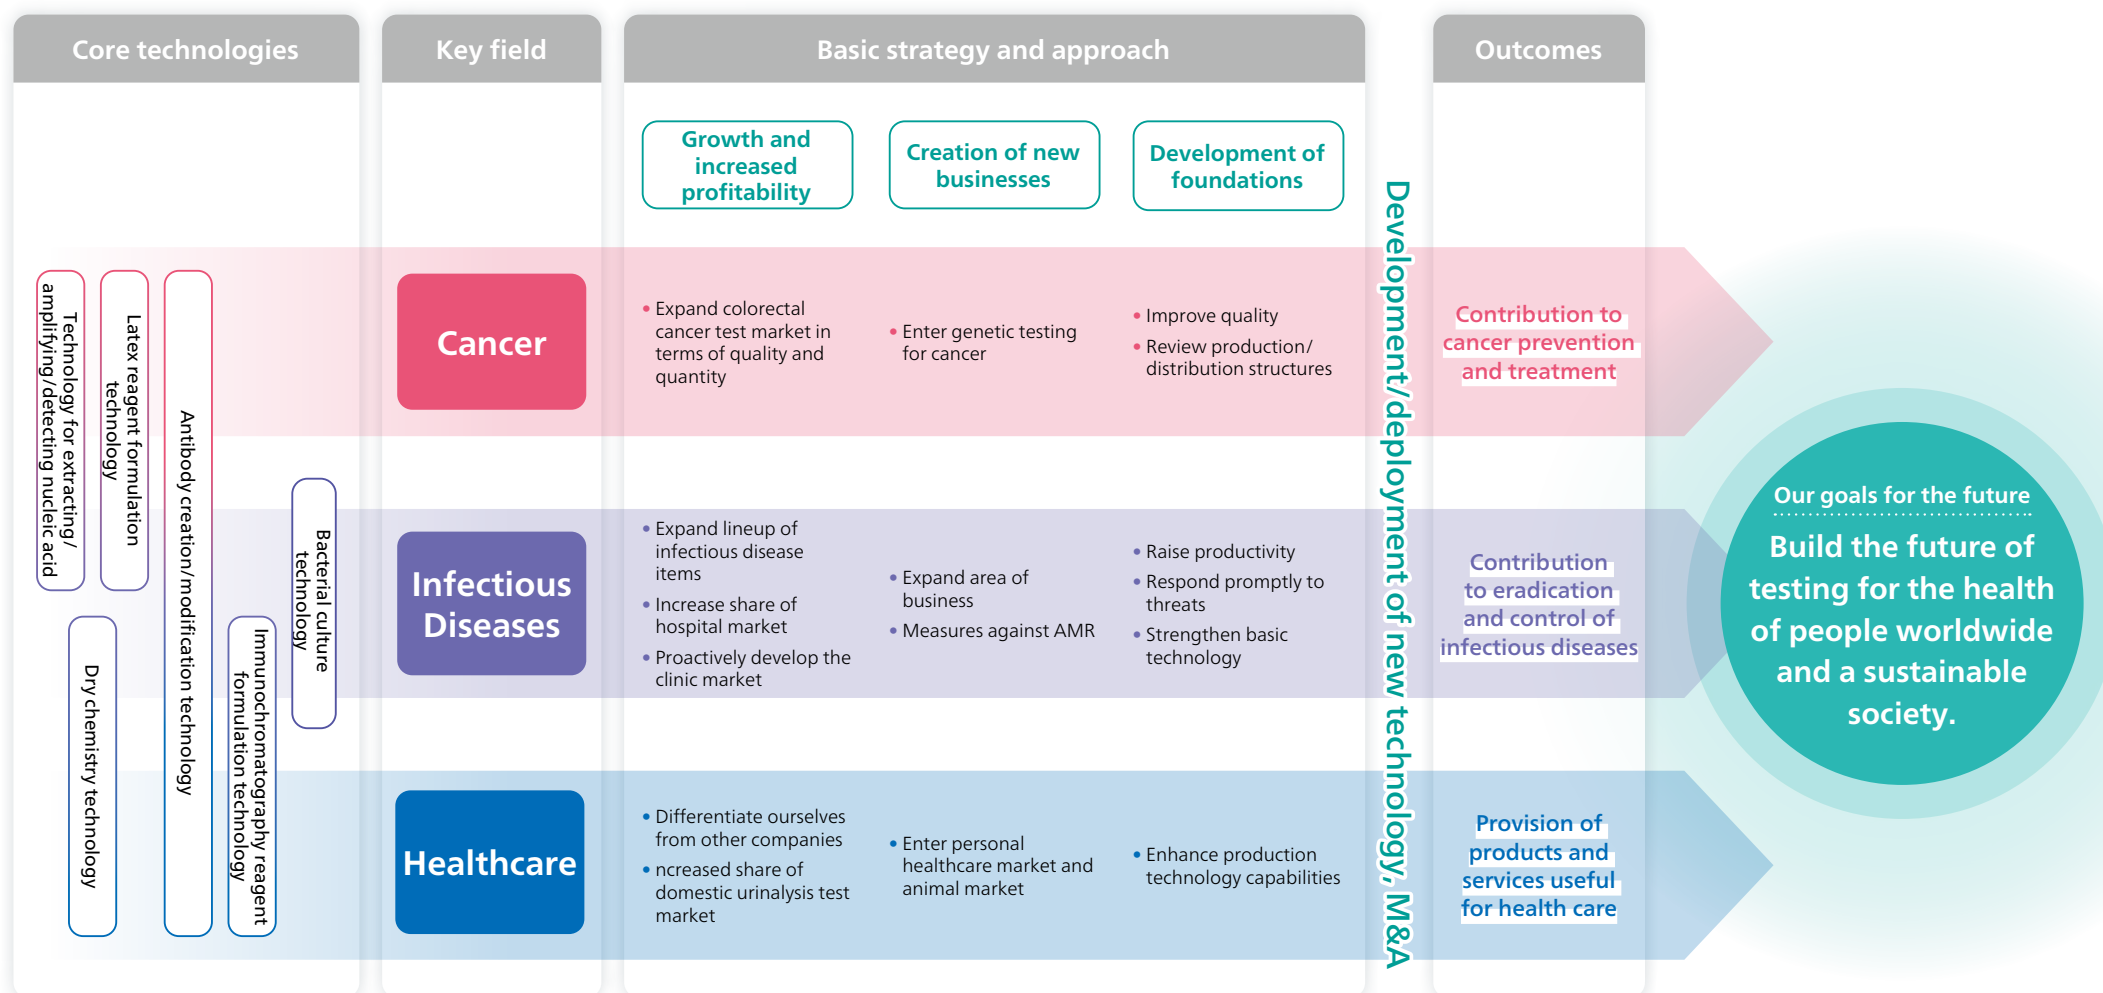 Core technologies
Key field
Basic strategy and approach
Outcomes
Growth and
increased
profitability
Creation of new
businesses
Development of
foundations
Technology for extracting/
amplifying/detecting nucleic acid
Latex reagent formulation
technology
Antibody creation/modification technology
Bacterial culture
technology
Dry chemistry technology
Immunochromatography reagent
formulation technology
Cancer
• Expand colorectal
cancer test market in
terms of quality and
quantity
• Enter genetic testing
for cancer
• Improve quality
• Review production/
distribution structures
Contribution to
cancer prevention
and treatment
Infectious
Diseases
• Expand lineup of
infectious disease
items
• Increase share of
hospital market
• Proactively develop the
clinic market
• Expand area of
business
• Measures against AMR
• Raise productivity
• Respond promptly to
threats
• Strengthen basic
technology
Contribution
to eradication
and control of
infectious diseases
Healthcare
• Differentiate ourselves
from other companies
• ncreased share of
domestic urinalysis test
market
• Enter personal
healthcare market and
animal market
• Enhance production
technology capabilities
Provision of
products and
services useful
for health care
Development/deployment of new technology, M&A
Our goals for the future
Build the future of
testing for the health
of people worldwide
and a sustainable
society.